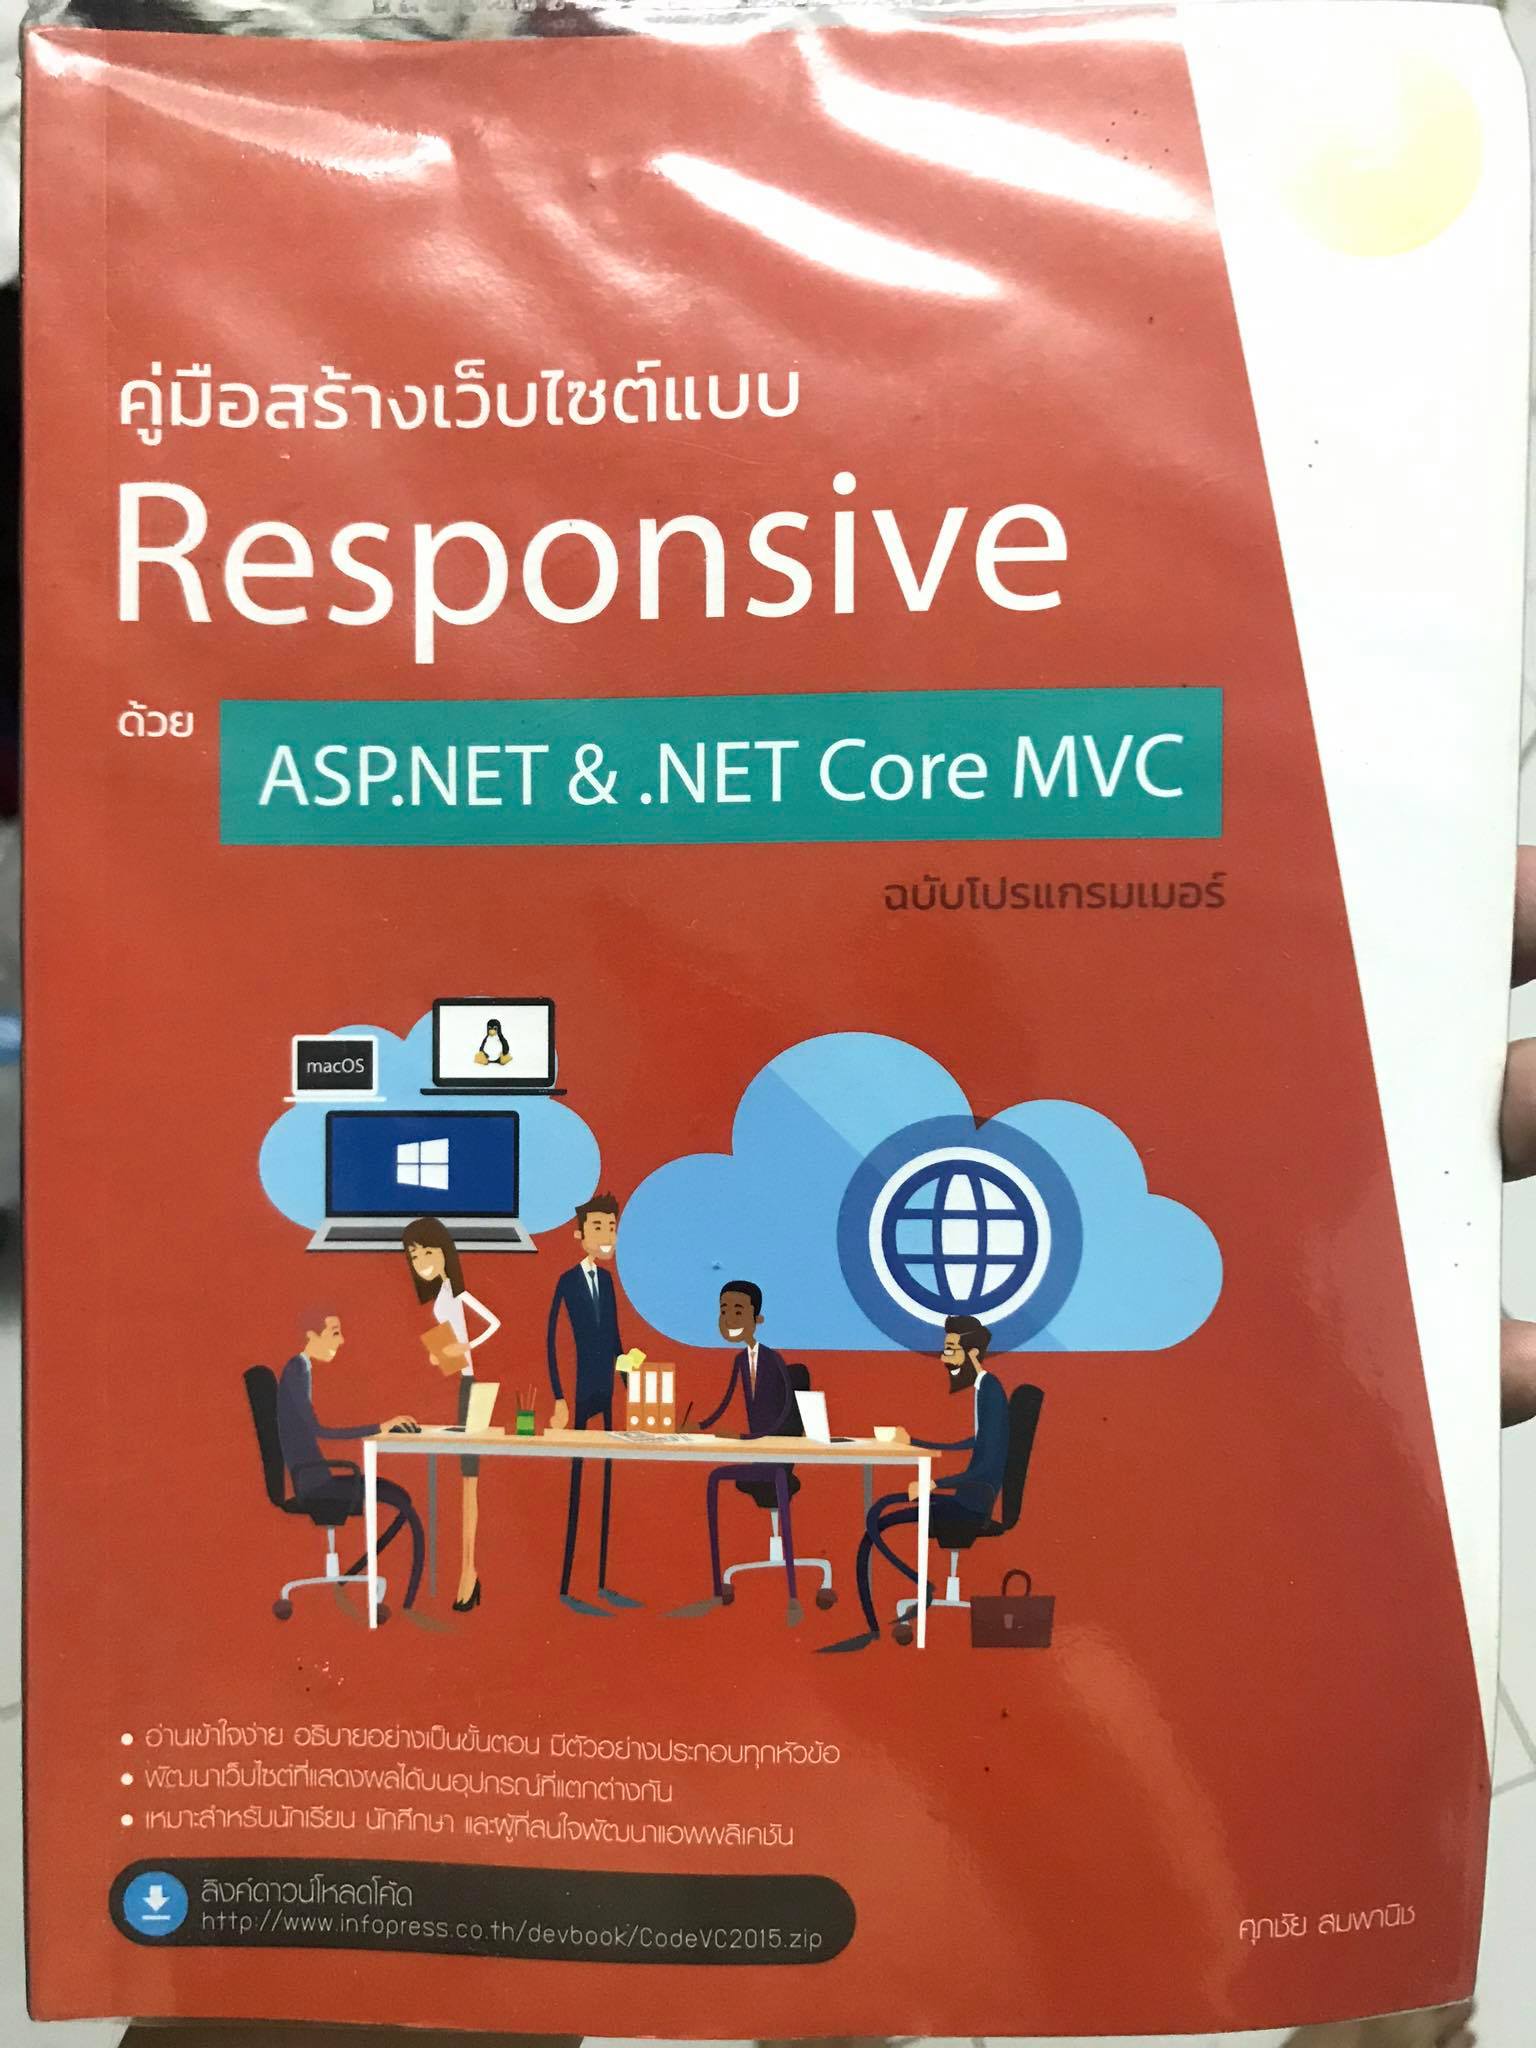 คู่มือสร้างเว็บไซต์แบบ
Responsive
ด้วย
ASP.NET & .NET Core MVC
ฉบับโปรแกรมเมอร์
macOS
• อ่านเข้าใจง่าย อธิบายอย่างเป็นขั้นตอน มีตัวอย่างประกอบทุกหัวข้อ
• พัฒนาเว็บไซต์ที่แสดงผลได้บนอุปกรณ์ที่แตกต่างกัน
• เหมาะสำหรับนักเรียน นักศึกษา และผู้ที่สนใจพัฒนาแอพพลิเคชัน
ลิงค์ดาวน์โหลดโค้ด
http://www.infopress.co.th/devbook/CodeVC2015.zip
ศุภชัย สมพานิช